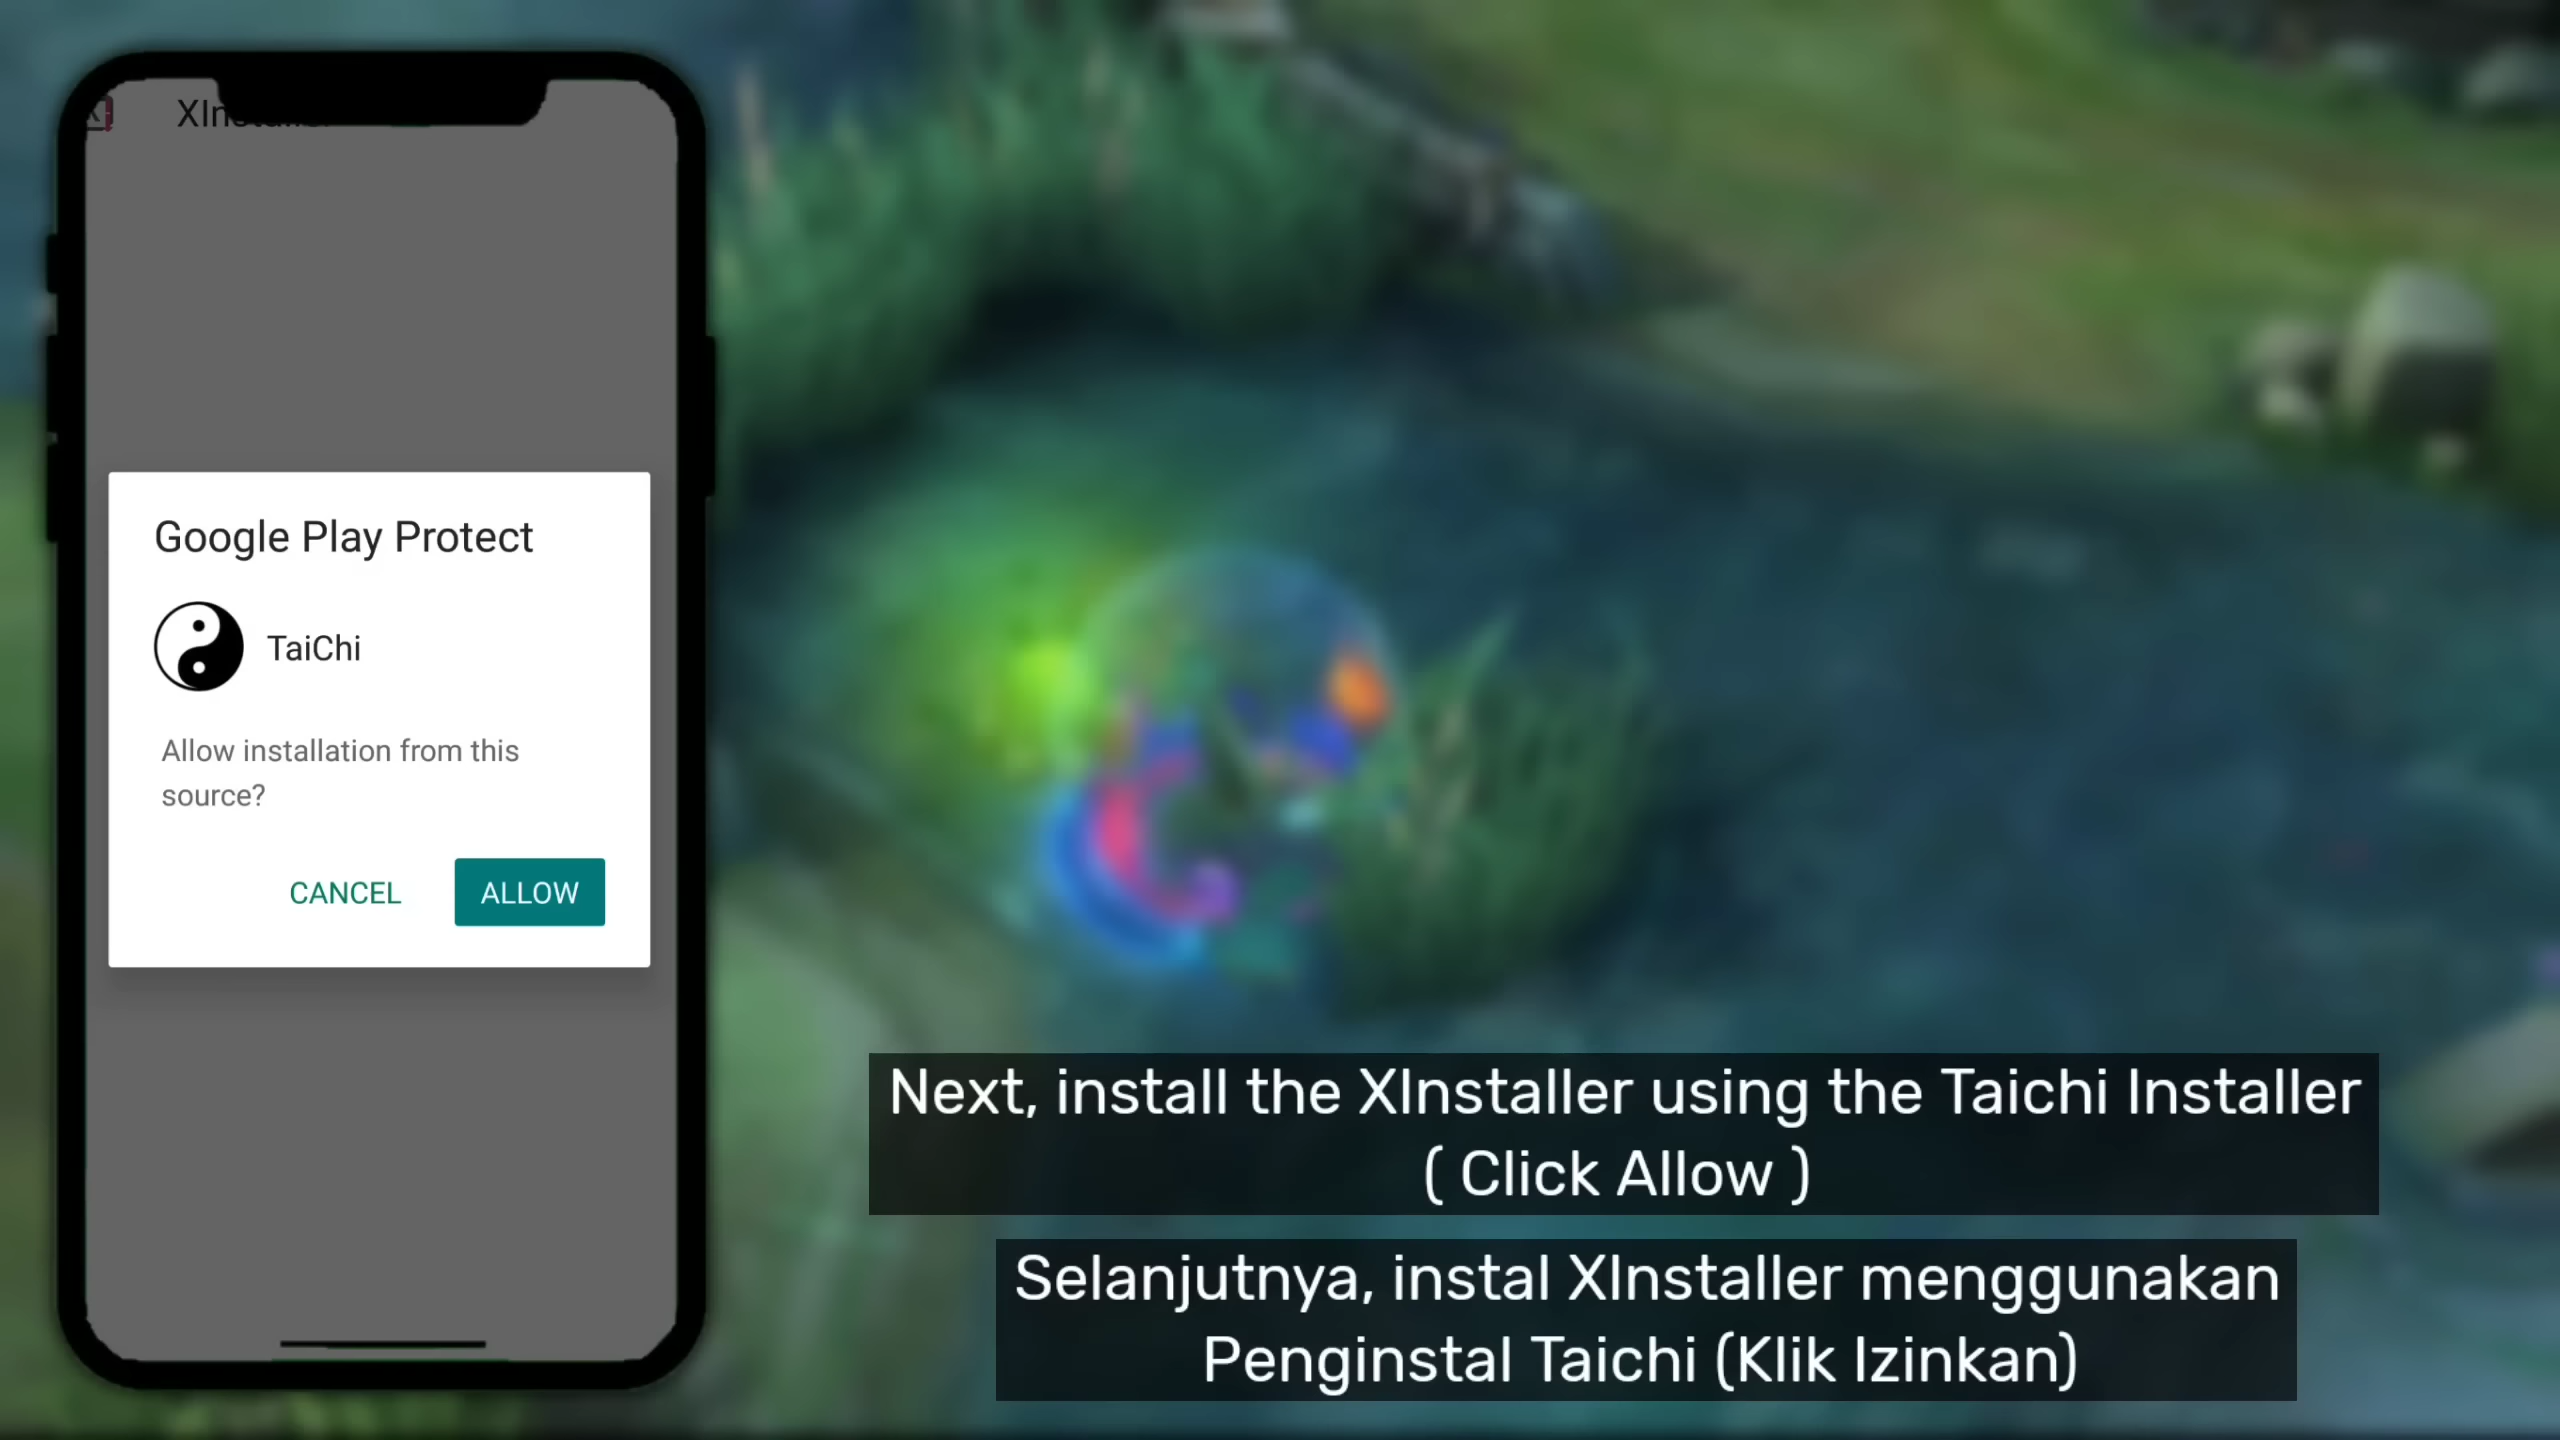 Google Play Protect
TaiChi
Allow installation from this
source?
CANCEL
ALLOW
Next, install the XInstaller using the Taichi Installer
( Click Allow )
Selanjutnya, instal XInstaller menggunakan
Penginstal Taichi (Klik Izinkan)